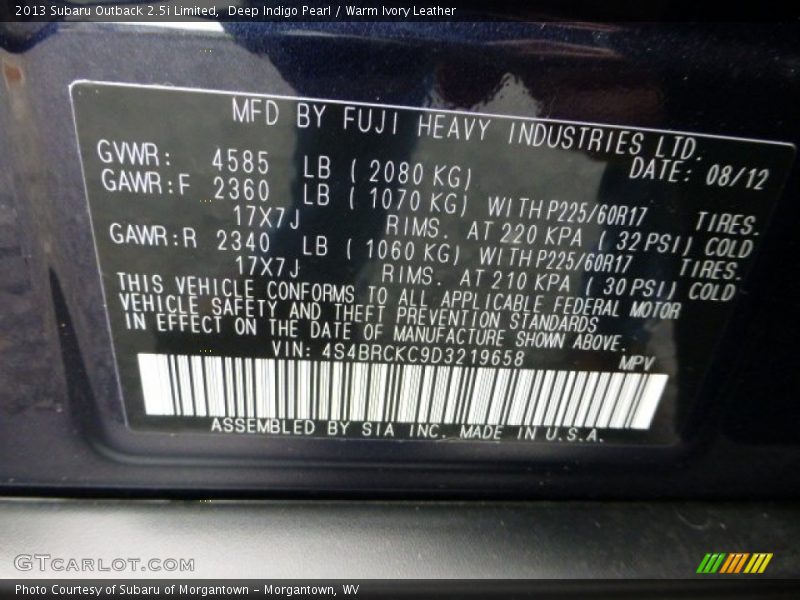 2013 Subaru Outback 2.5i Limited, Deep Indigo Pearl / Warm Ivory Leather
MFD BY FUJI HEAVY INDUSTRIES LTD.
GVWR: 4585 LB ( 2080 KG) DATE: 08/12
GAWR:F 2360 LB ( 1070 KG) WITH P225/60R17 TIRES.
17X7J RIMS. AT 220 KPA ( 32 PSI) COLD
GAWR:R 2340 LB ( 1060 KG) WITH P225/60R17 TIRES.
17X7J RIMS. AT 210 KPA ( 30 PSI) COLD
THIS VEHICLE CONFORMS TO ALL APPLICABLE FEDERAL MOTOR
VEHICLE SAFETY AND THEFT PREVENTION STANDARDS
IN EFFECT ON THE DATE OF MANUFACTURE SHOWN ABOVE.
VIN: 4S4BRCKC9D3219658 MPV
ASSEMBLED BY SIA INC. MADE IN U.S.A.
GTCARLOT.COM
Photo Courtesy of Subaru of Morgantown - Morgantown, WV